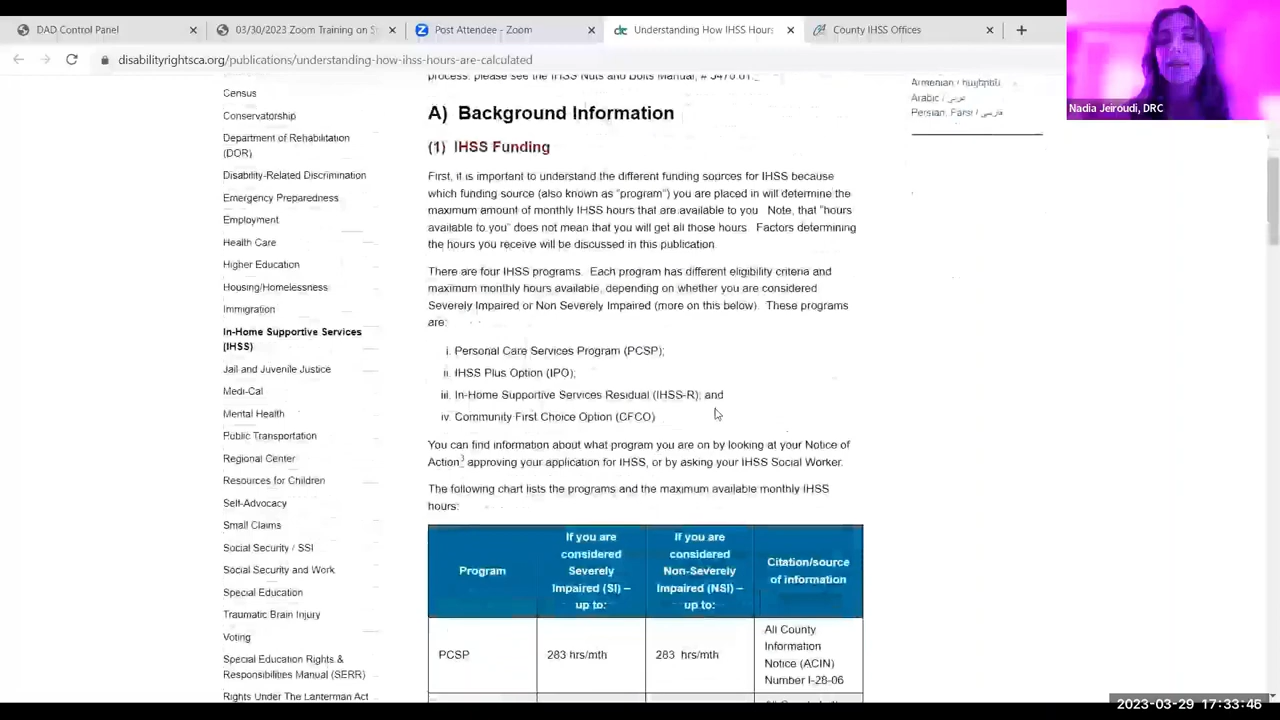 DAD Control Panel
03/30/2023 Zoom Training on S
Post Attendee - Zoom
Understanding How IHSS Hours
County IHSS Offices
disabilityrightsca.org/publications/understanding-how-ihss-hours-are-calculated
Nadia Jeiroudi, DRC
process: please see the IHSS Nuts and Bolts Manual, # 5470.01.
Census
Conservatorship
Department of Rehabilitation
(DOR)
Disability-Related Discrimination
Emergency Preparedness
Employment
Health Care
Higher Education
Housing/Homelessness
Immigration
In-Home Supportive Services
(IHSS)
Jail and Juvenile Justice
Medi-Cal
Mental Health
Public Transportation
Regional Center
Resources for Children
Self-Advocacy
Small Claims
Social Security / SSI
Social Security and Work
Special Education
Traumatic Brain Injury
Voting
Special Education Rights &
Responsibilities Manual (SERR)
Rights Under The Lanterman Act
A) Background Information
(1) IHSS Funding
First, it is important to understand the different funding sources for IHSS because
which funding source (also known as "program") you are placed in will determine the
maximum amount of monthly IHSS hours that are available to you Note, that "hours
available to you" does not mean that you will get all those hours Factors determining
the hours you receive will be discussed in this publication
There are four IHSS programs. Each program has different eligibility criteria and
maximum monthly hours available, depending on whether you are considered
Severely Impaired or Non Severely Impaired (more on this below). These programs
are:
i. Personal Care Services Program (PCSP);
ii. IHSS Plus Option (IPO);
iii. In-Home Supportive Services Residual (IHSS-R); and
iv. Community First Choice Option (CFCO)
You can find information about what program you are on by looking at your Notice of
Action3 approving your application for IHSS, or by asking your IHSS Social Worker.
The following chart lists the programs and the maximum available monthly IHSS
hours:
Program
If you are
considered
Severely
Impaired (SI) –
up to:
If you are
considered
Non-Severely
Impaired (NSI) –
up to:
Citation/source
of information
PCSP
283 hrs/mth
283 hrs/mth
All County
Information
Notice (ACIN)
Number I-28-06
Armenian /
Arabic / عربي
Persian, Farsi / فارسی
2023-03-29 17:33:46